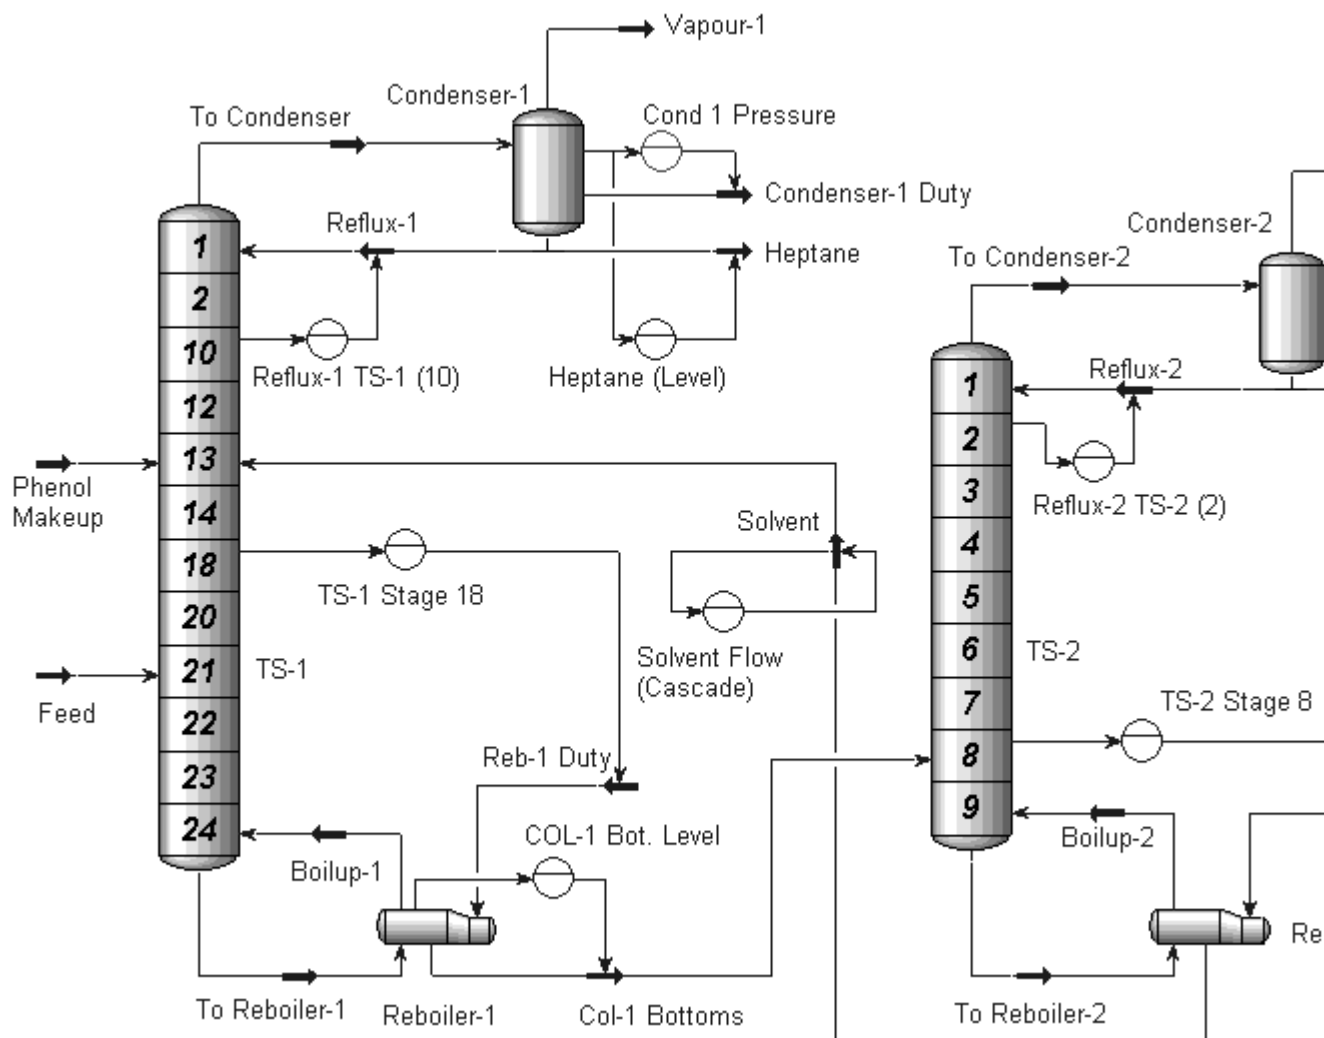 Vapour-1
Condenser-1
To Condenser
Cond 1 Pressure
Condenser-1 Duty
Reflux-1
Heptane
Reflux-1 TS-1 (10)
Heptane (Level)
1
2
10
12
13
14
18
20
21
22
23
24
Phenol
Makeup
TS-1 Stage 18
Solvent
Solvent Flow
(Cascade)
TS-1
Feed
Reb-1 Duty
COL-1 Bot. Level
Boilup-1
To Reboiler-1
Reboiler-1
Col-1 Bottoms
Condenser-2
To Condenser-2
Reflux-2
Reflux-2 TS-2 (2)
1
2
3
4
5
6
7
8
9
TS-2
TS-2 Stage 8
Boilup-2
Re
To Reboiler-2